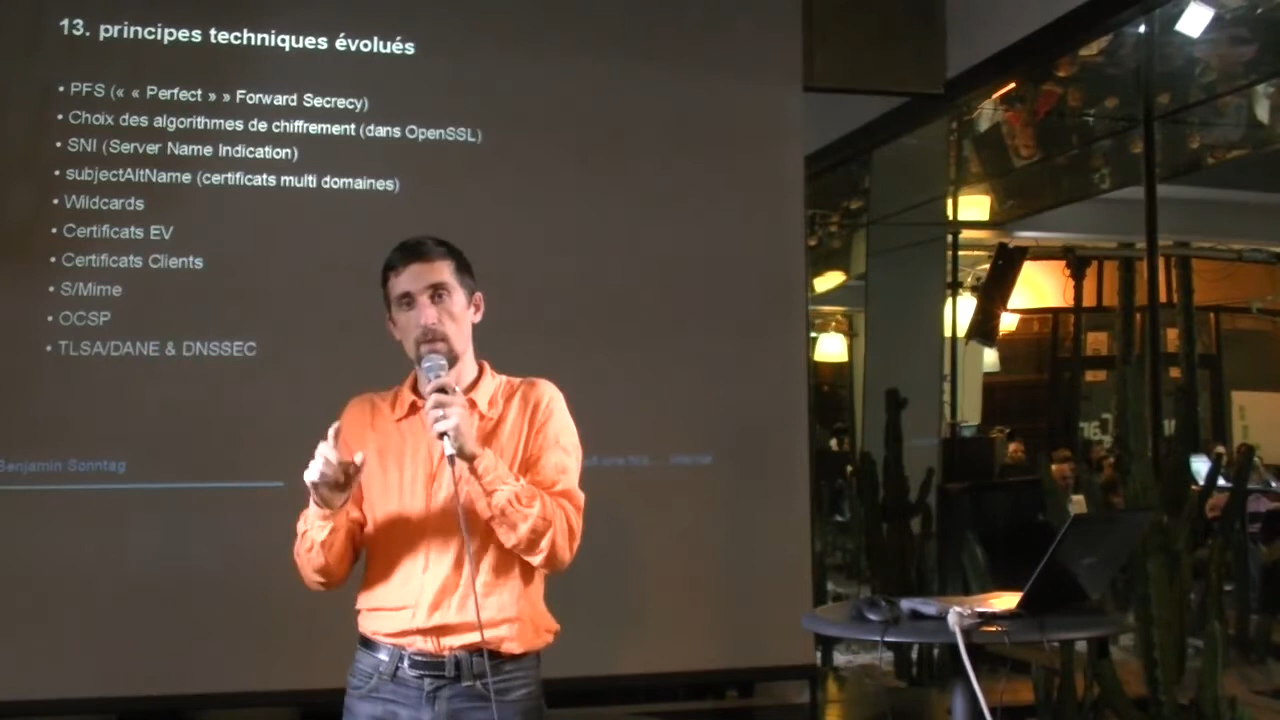 13. principes techniques évolués
• PFS (« « Perfect » » Forward Secrecy)
• Choix des algorithmes de chiffrement (dans OpenSSL)
• SNI (Server Name Indication)
• subjectAltName (certificats multi domaines)
• Wildcards
• Certificats EV
• Certificats Clients
• S/Mime
• OCSP
• TLSA/DANE & DNSSEC
Benjamin Sonntag